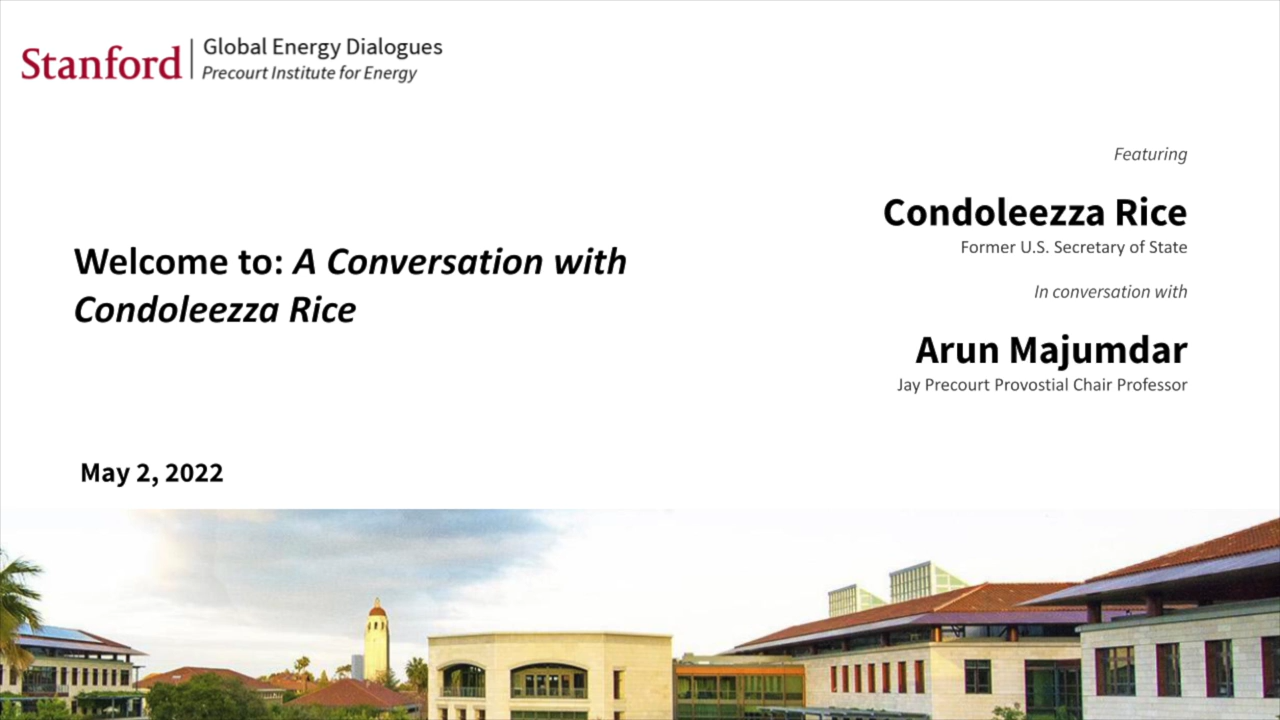 Stanford
Global Energy Dialogues
Precourt Institute for Energy
Welcome to: A Conversation with
Condoleezza Rice
May 2, 2022
Featuring
Condoleezza Rice
Former U.S. Secretary of State
In conversation with
Arun Majumdar
Jay Precourt Provostial Chair Professor